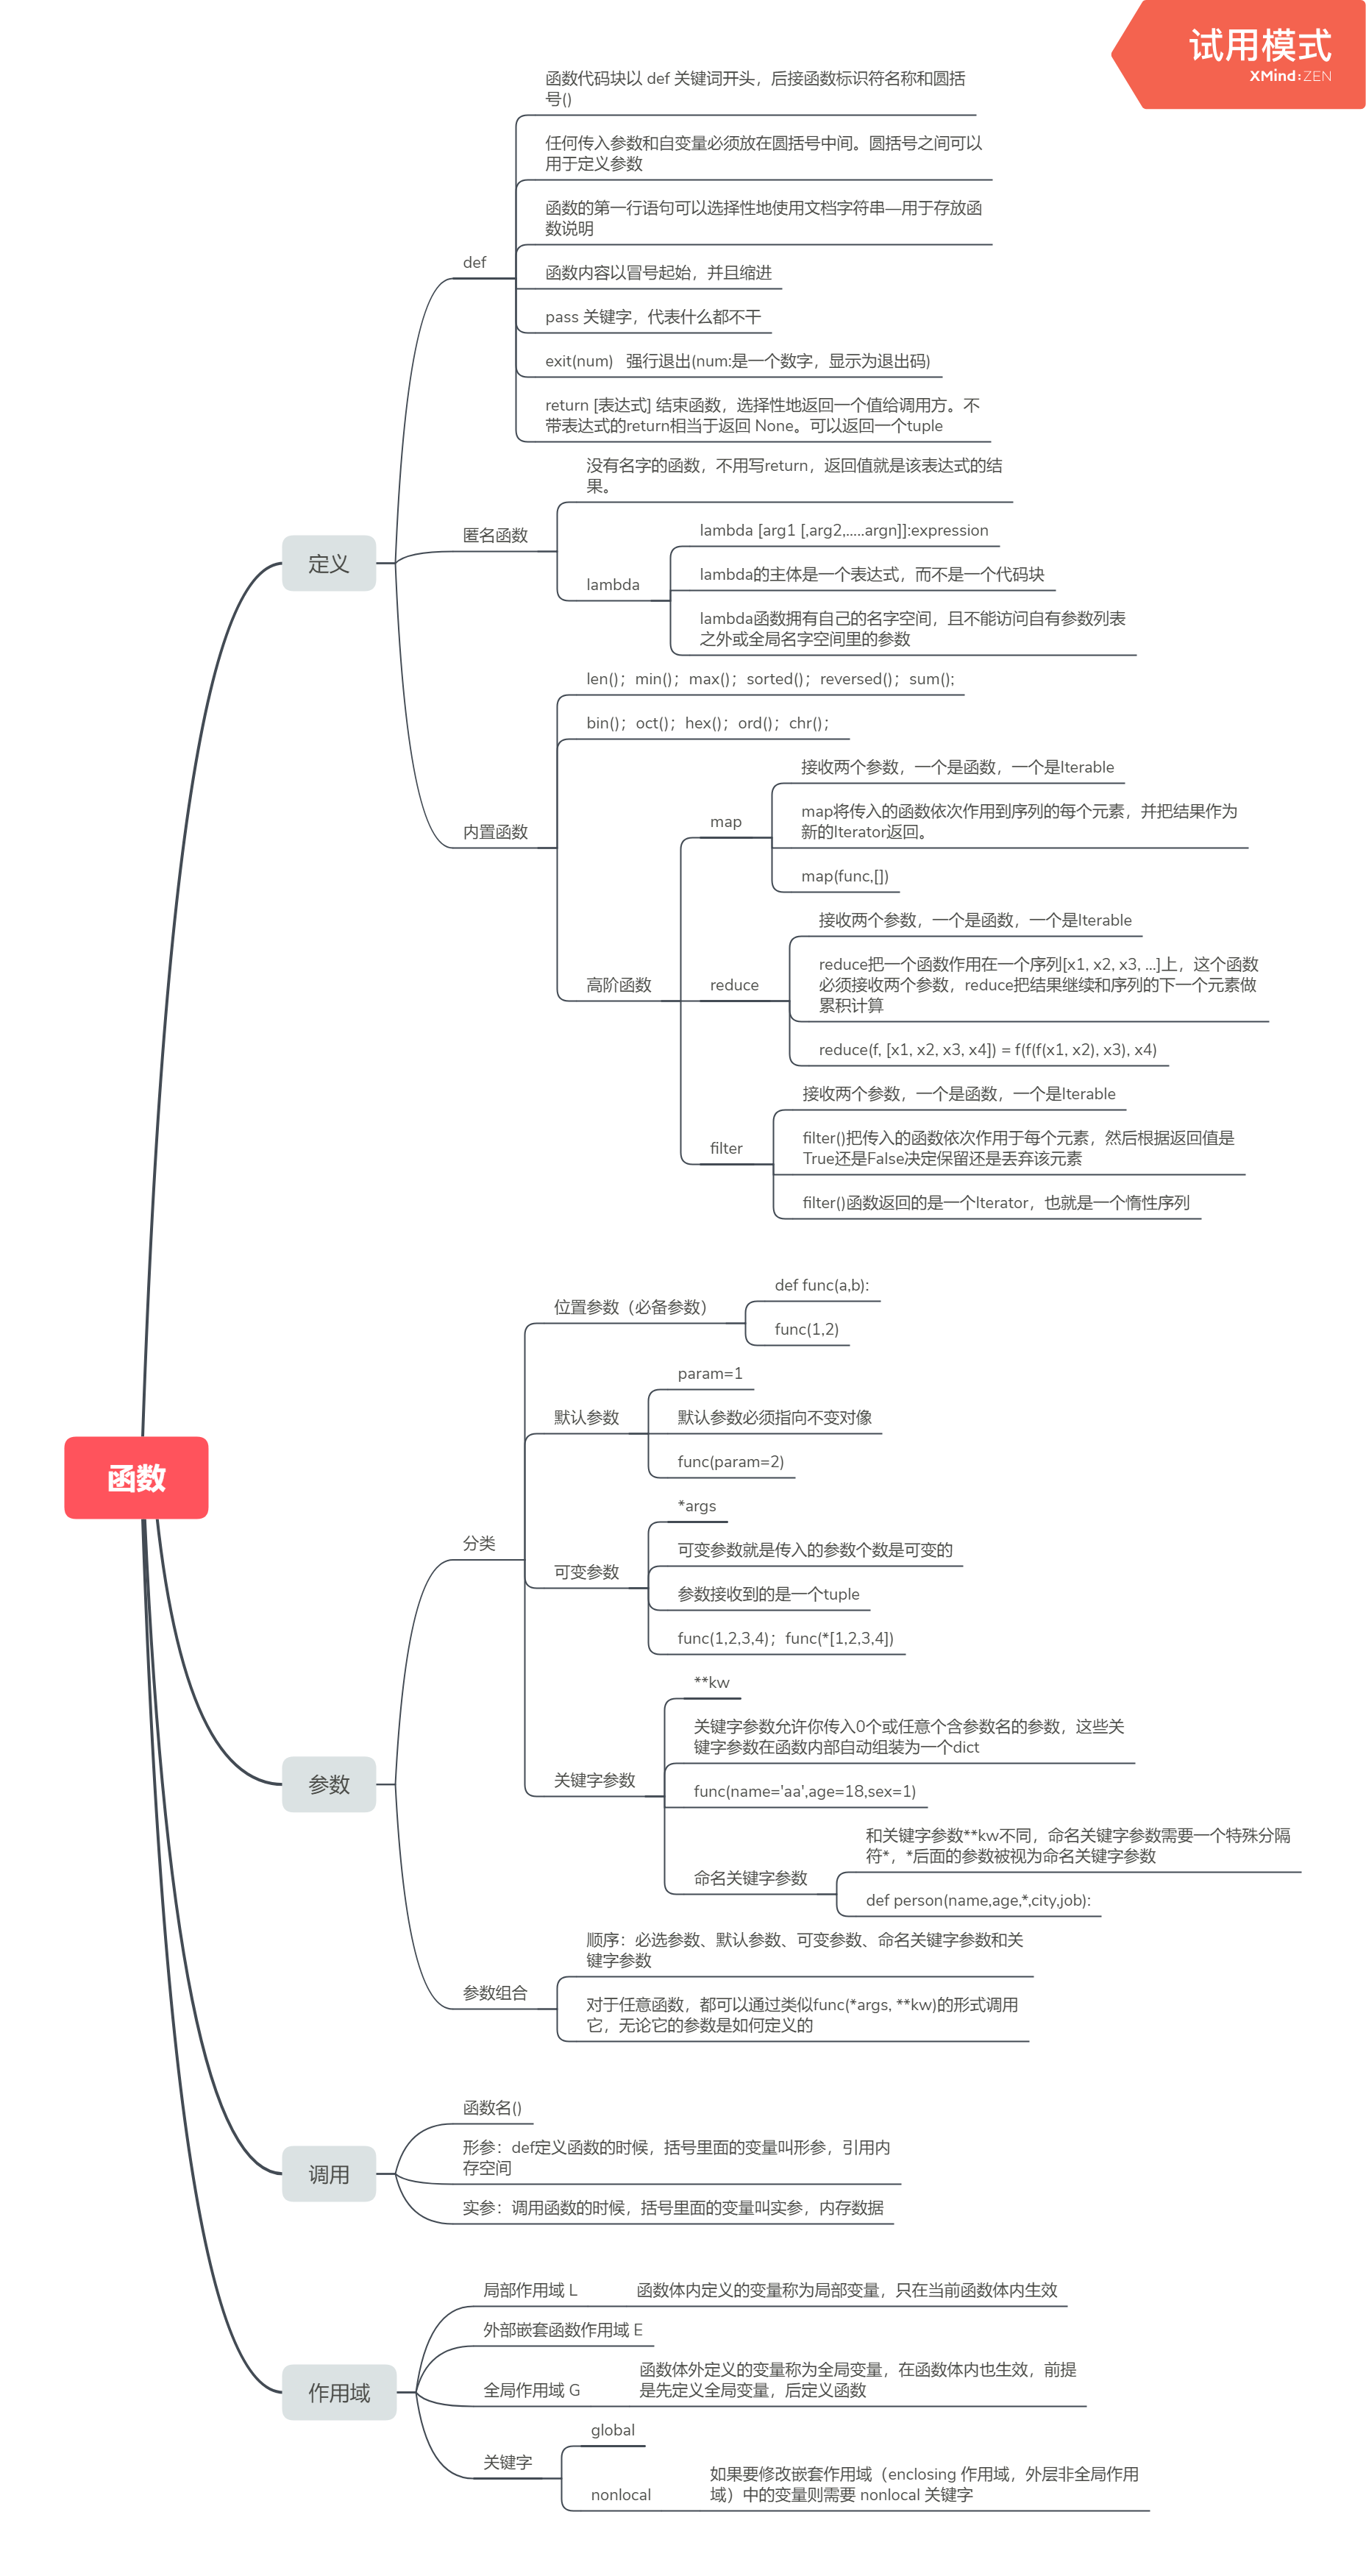 试用模式
XMind:ZEN
函数代码块以 def 关键词开头，后接函数标识符名称和圆括
号()
任何传入参数和自变量必须放在圆括号中间。圆括号之间可以
用于定义参数
函数的第一行语句可以选择性地使用文档字符串—用于存放函
数说明
def
函数内容以冒号起始，并且缩进
pass 关键字，代表什么都不干
exit(num)   强行退出(num:是一个数字，显示为退出码)
return [表达式] 结束函数，选择性地返回一个值给调用方。不
带表达式的return相当于返回 None。可以返回一个tuple
没有名字的函数，不用写return，返回值就是该表达式的结
果。
匿名函数
lambda [arg1 [,arg2,.....argn]]:expression
定义
lambda
lambda的主体是一个表达式，而不是一个代码块
lambda函数拥有自己的名字空间，且不能访问自有参数列表
之外或全局名字空间里的参数
len()；min()；max()；sorted()；reversed()；sum();
bin()；oct()；hex()；ord()；chr()；
内置函数
接收两个参数，一个是函数，一个是Iterable
map
map将传入的函数依次作用到序列的每个元素，并把结果作为
新的Iterator返回。
map(func,[])
高阶函数
接收两个参数，一个是函数，一个是Iterable
reduce
reduce把一个函数作用在一个序列[x1, x2, x3, ...]上，这个函数
必须接收两个参数，reduce把结果继续和序列的下一个元素做
累积计算
reduce(f, [x1, x2, x3, x4]) = f(f(f(x1, x2), x3), x4)
接收两个参数，一个是函数，一个是Iterable
filter
filter()把传入的函数依次作用于每个元素，然后根据返回值是
True还是False决定保留还是丢弃该元素
filter()函数返回的是一个Iterator，也就是一个惰性序列
位置参数（必备参数）
def func(a,b):
func(1,2)
param=1
默认参数
默认参数必须指向不变对像
func(param=2)
函数
分类
*args
可变参数
可变参数就是传入的参数个数是可变的
参数接收到的是一个tuple
func(1,2,3,4)；func(*[1,2,3,4])
**kw
关键字参数允许你传入0个或任意个含参数名的参数，这些关
键字参数在函数内部自动组装为一个dict
关键字参数
参数
func(name='aa',age=18,sex=1)
命名关键字参数
和关键字参数**kw不同，命名关键字参数需要一个特殊分隔
符*，*后面的参数被视为命名关键字参数
def person(name,age,*,city,job):
参数组合
顺序：必选参数、默认参数、可变参数、命名关键字参数和关
键字参数
对于任意函数，都可以通过类似func(*args, **kw)的形式调用
它，无论它的参数是如何定义的
函数名()
调用
形参：def定义函数的时候，括号里面的变量叫形参，引用内
存空间
实参：调用函数的时候，括号里面的变量叫实参，内存数据
局部作用域 L
函数体内定义的变量称为局部变量，只在当前函数体内生效
外部嵌套函数作用域 E
作用域
全局作用域 G
函数体外定义的变量称为全局变量，在函数体内也生效，前提
是先定义全局变量，后定义函数
关键字
global
nonlocal
如果要修改嵌套作用域（enclosing 作用域，外层非全局作用
域）中的变量则需要 nonlocal 关键字